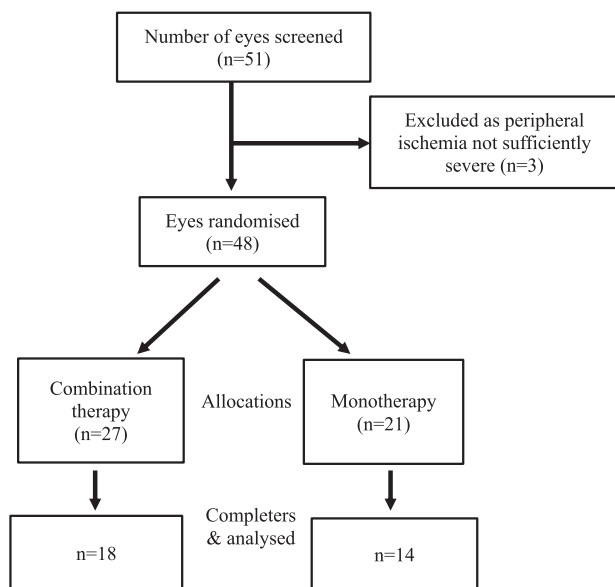 Number of eyes screened
(n=51)
Excluded as peripheral
ischemia not sufficiently
severe (n=3)
Eyes randomised
(n=48)
Combination
therapy
(n=27)
Allocations
Monotherapy
(n=21)
n=18
Completers
& analysed
n=14